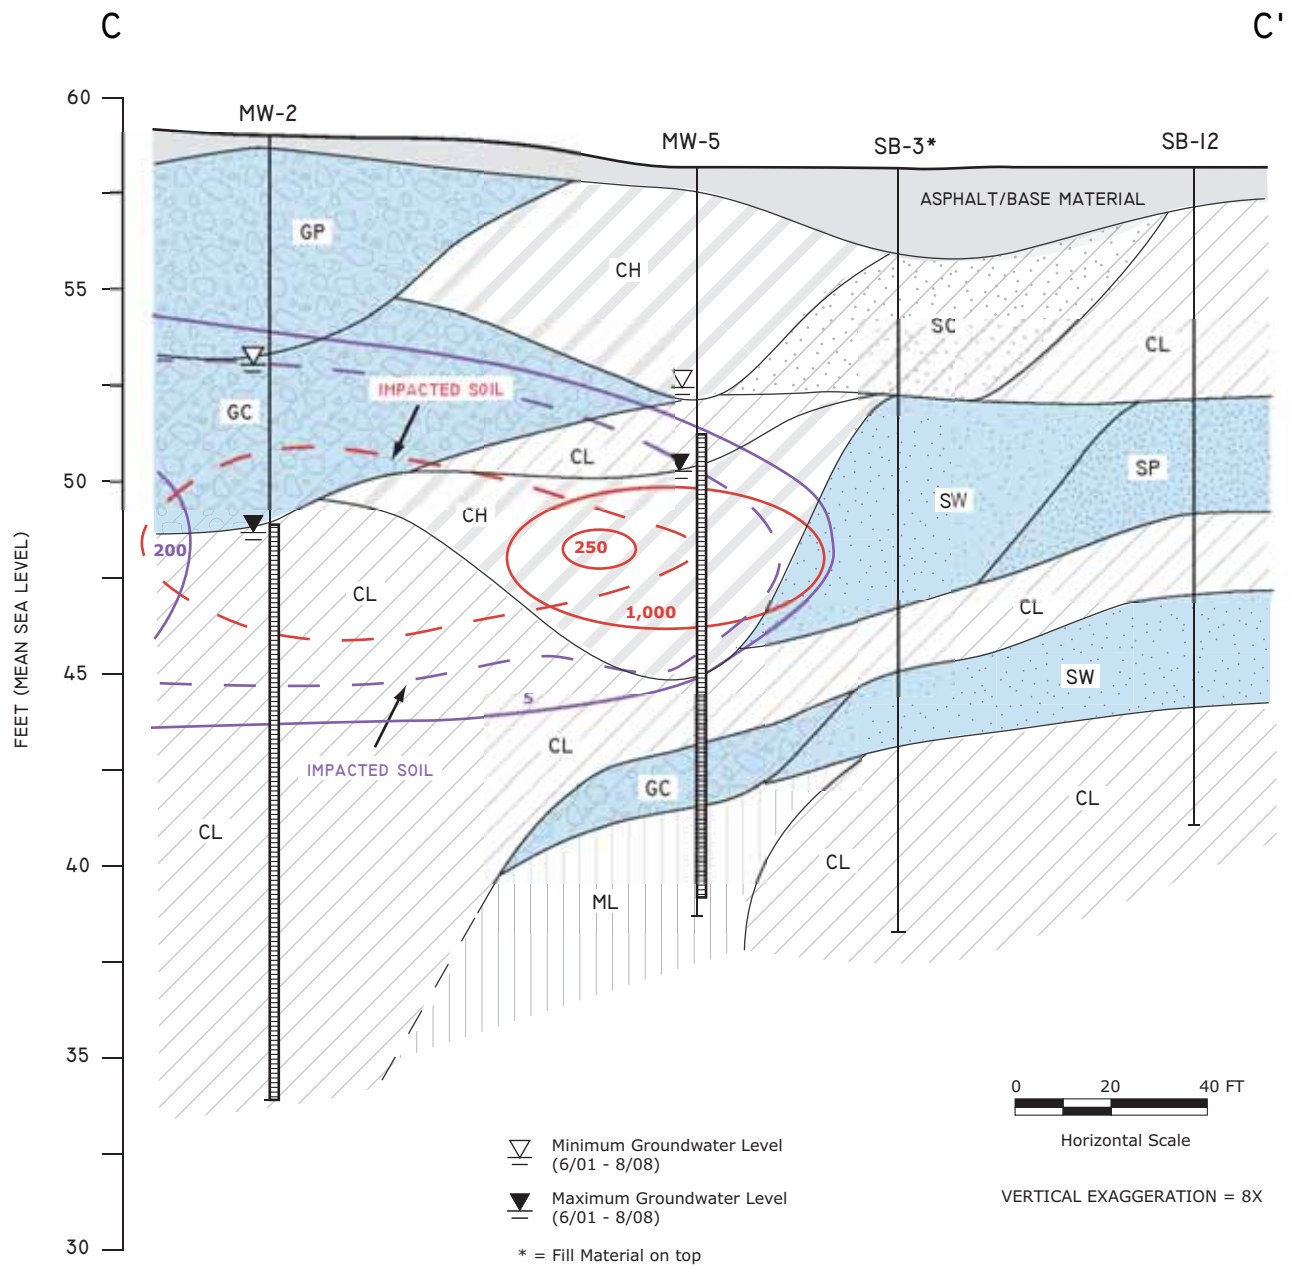 C
C'
60
MW-2
MW-5
SB-3*
SB-12
ASPHALT/BASE MATERIAL
GP
CH
55
SC
CL
IMPACTED SOIL
GC
CL
SP
50
SW
CH
250
200
CL
1,000
CL
FEET (MEAN SEA LEVEL)
45
SW
5
CL
IMPACTED SOIL
GC
CL
CL
40
CL
ML
35
0 20 40 FT
Horizontal Scale
Minimum Groundwater Level
(6/01 - 8/08)
VERTICAL EXAGGERATION = 8X
Maximum Groundwater Level
(6/01 - 8/08)
30
* = Fill Material on top